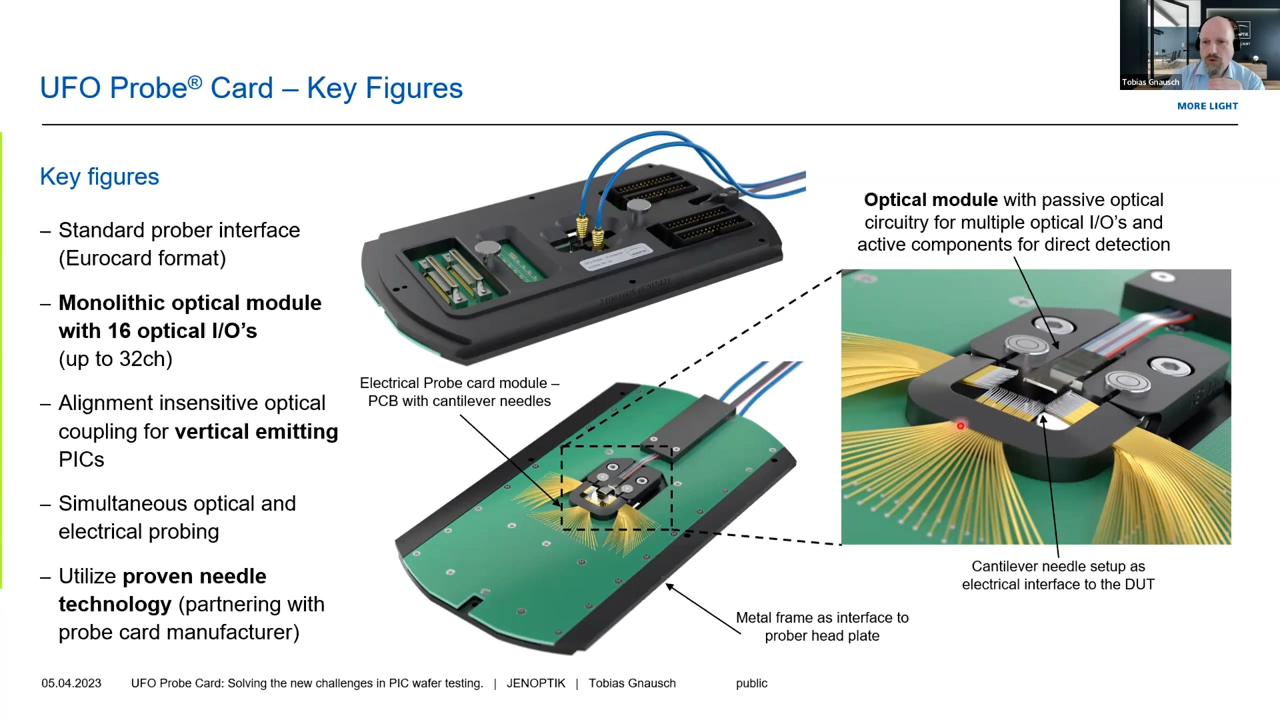 Tobias Gnausch
MORE LIGHT
UFO Probe® Card – Key Figures
Key figures
– Standard prober interface
(Eurocard format)
– Monolithic optical module
with 16 optical I/O's
(up to 32ch)
– Alignment insensitive optical
coupling for vertical emitting
PICs
– Simultaneous optical and
electrical probing
– Utilize proven needle
technology (partnering with
probe card manufacturer)
Electrical Probe card module –
PCB with cantilever needles
Optical module with passive optical
circuitry for multiple optical I/O's and
active components for direct detection
Cantilever needle setup as
electrical interface to the DUT
Metal frame as interface to
prober head plate
05.04.2023 UFO Probe Card: Solving the new challenges in PIC wafer testing. | JENOPTIK | Tobias Gnausch public